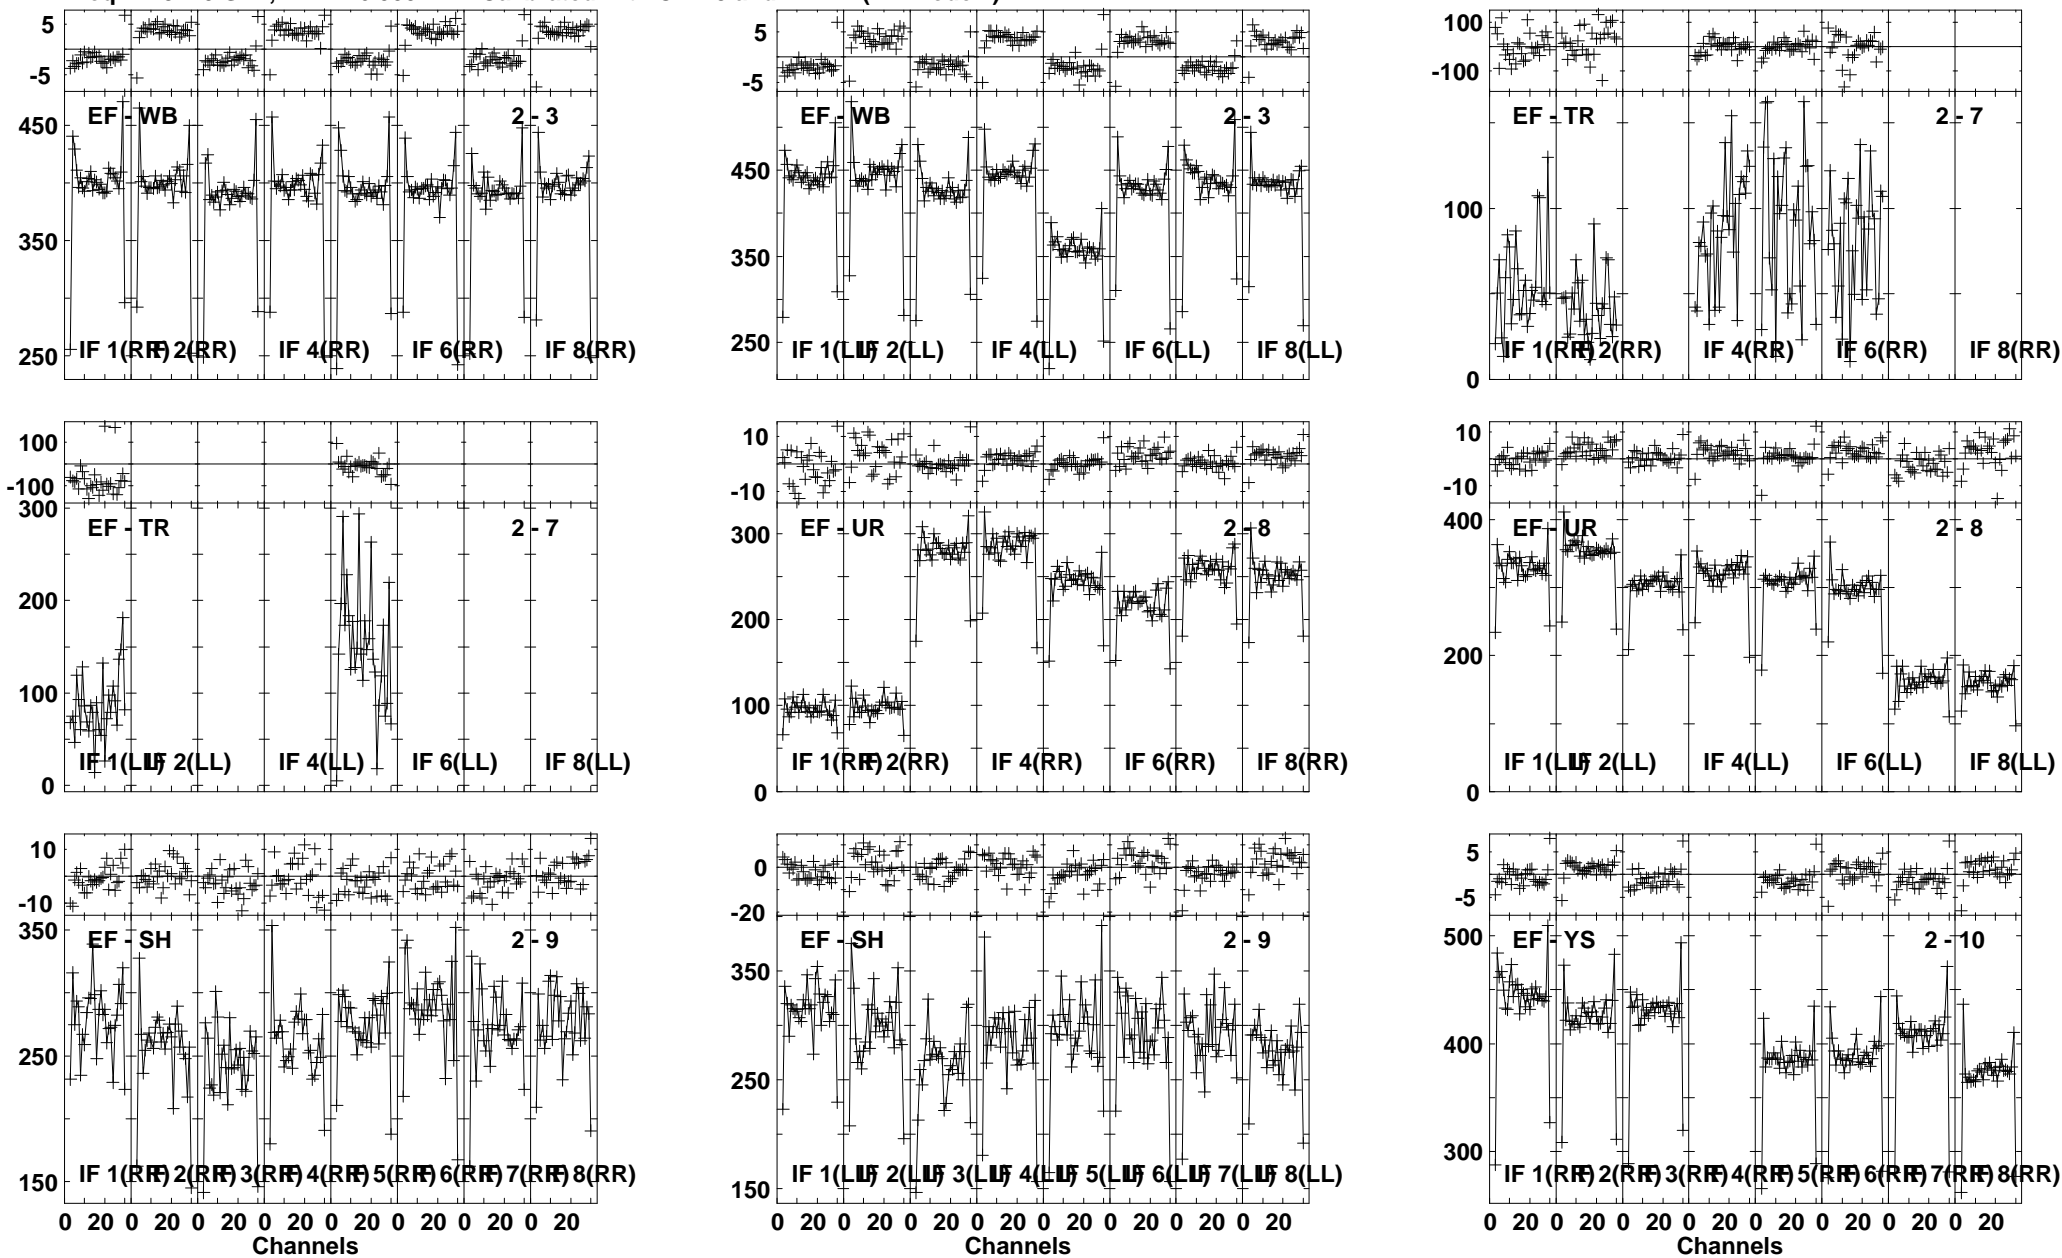 5 5 100
-5 -5 -100
EF - WB 2 - 3 EF - WB 2 - 3 EF - TR 2 - 7
450 450 100
350 350
250 250 0
IF 1(RR) IF 2(RR) IF 4(RR) IF 6(RR) IF 8(RR) IF 1(LL) IF 2(LL) IF 4(LL) IF 6(LL) IF 8(LL) IF 1(RR) IF 2(RR) IF 4(RR) IF 6(RR) IF 8(RR)
100 10 10
-100 -10 -10
EF - TR 2 - 7 EF - UR 2 - 8 EF - UR 2 - 8
300 300 400
200 200 200
100 100
IF 1(LL) IF 2(LL) IF 4(LL) IF 6(LL) IF 8(LL) IF 1(RR) IF 2(RR) IF 4(RR) IF 6(RR) IF 8(RR) IF 1(LL) IF 2(LL) IF 4(LL) IF 6(LL) IF 8(LL)
0 0 0
10 0 5
-10 -20 -5
EF - SH 2 - 9 EF - SH 2 - 9 EF - YS 2 - 10
350 350 500
250 250 400
150 150 300
IF 1(RR) IF 2(RR) IF 3(RR) IF 4(RR) IF 5(RR) IF 6(RR) IF 7(RR) IF 8(RR) IF 1(LL) IF 2(LL) IF 3(LL) IF 4(LL) IF 5(LL) IF 6(LL) IF 7(LL) IF 8(LL) IF 1(RR) IF 2(RR) IF 3(RR) IF 4(RR) IF 5(RR) IF 6(RR) IF 7(RR) IF 8(RR)
0 20 0 20 0 20 0 20 0 20 0 20 0 20 0 20 0 20 0 20 0 20 0 20 0 20 0 20 0 20 0 20 0 20 0 20 0 20 0 20 0 20 0 20 0 20 0 20
Channels Channels Channels